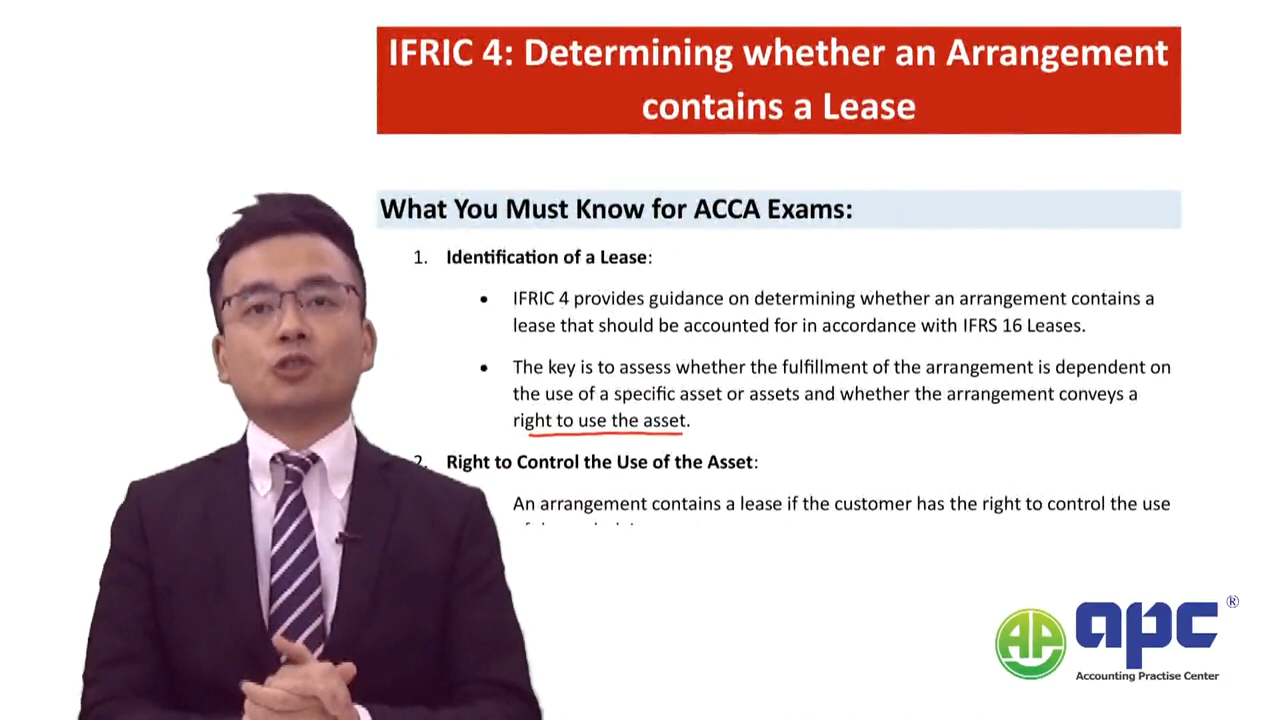 IFRIC 4: Determining whether an Arrangement
contains a Lease
What You Must Know for ACCA Exams:
1. Identification of a Lease:
• IFRIC 4 provides guidance on determining whether an arrangement contains a
lease that should be accounted for in accordance with IFRS 16 Leases.
• The key is to assess whether the fulfillment of the arrangement is dependent on
the use of a specific asset or assets and whether the arrangement conveys a
right to use the asset.
2. Right to Control the Use of the Asset:
An arrangement contains a lease if the customer has the right to control the use
AP
apc ®
Accounting Practise Center